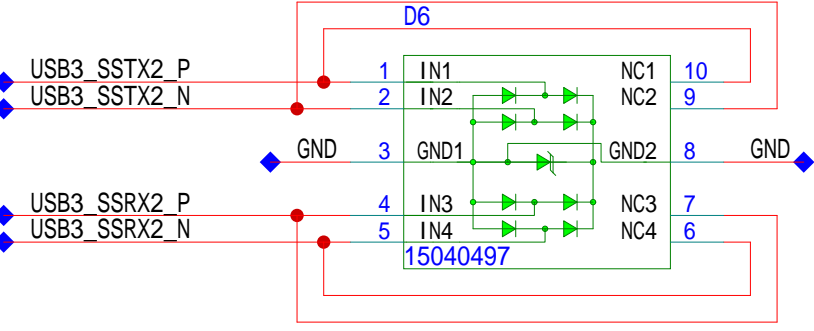 D6
USB3_SSTX2_P 1 IN1 NC1 10
USB3_SSTX2_N 2 IN2 NC2 9
GND 3 GND1 GND2 8 GND
USB3_SSRX2_P 4 IN3 NC3 7
USB3_SSRX2_N 5 IN4 NC4 6
15040497